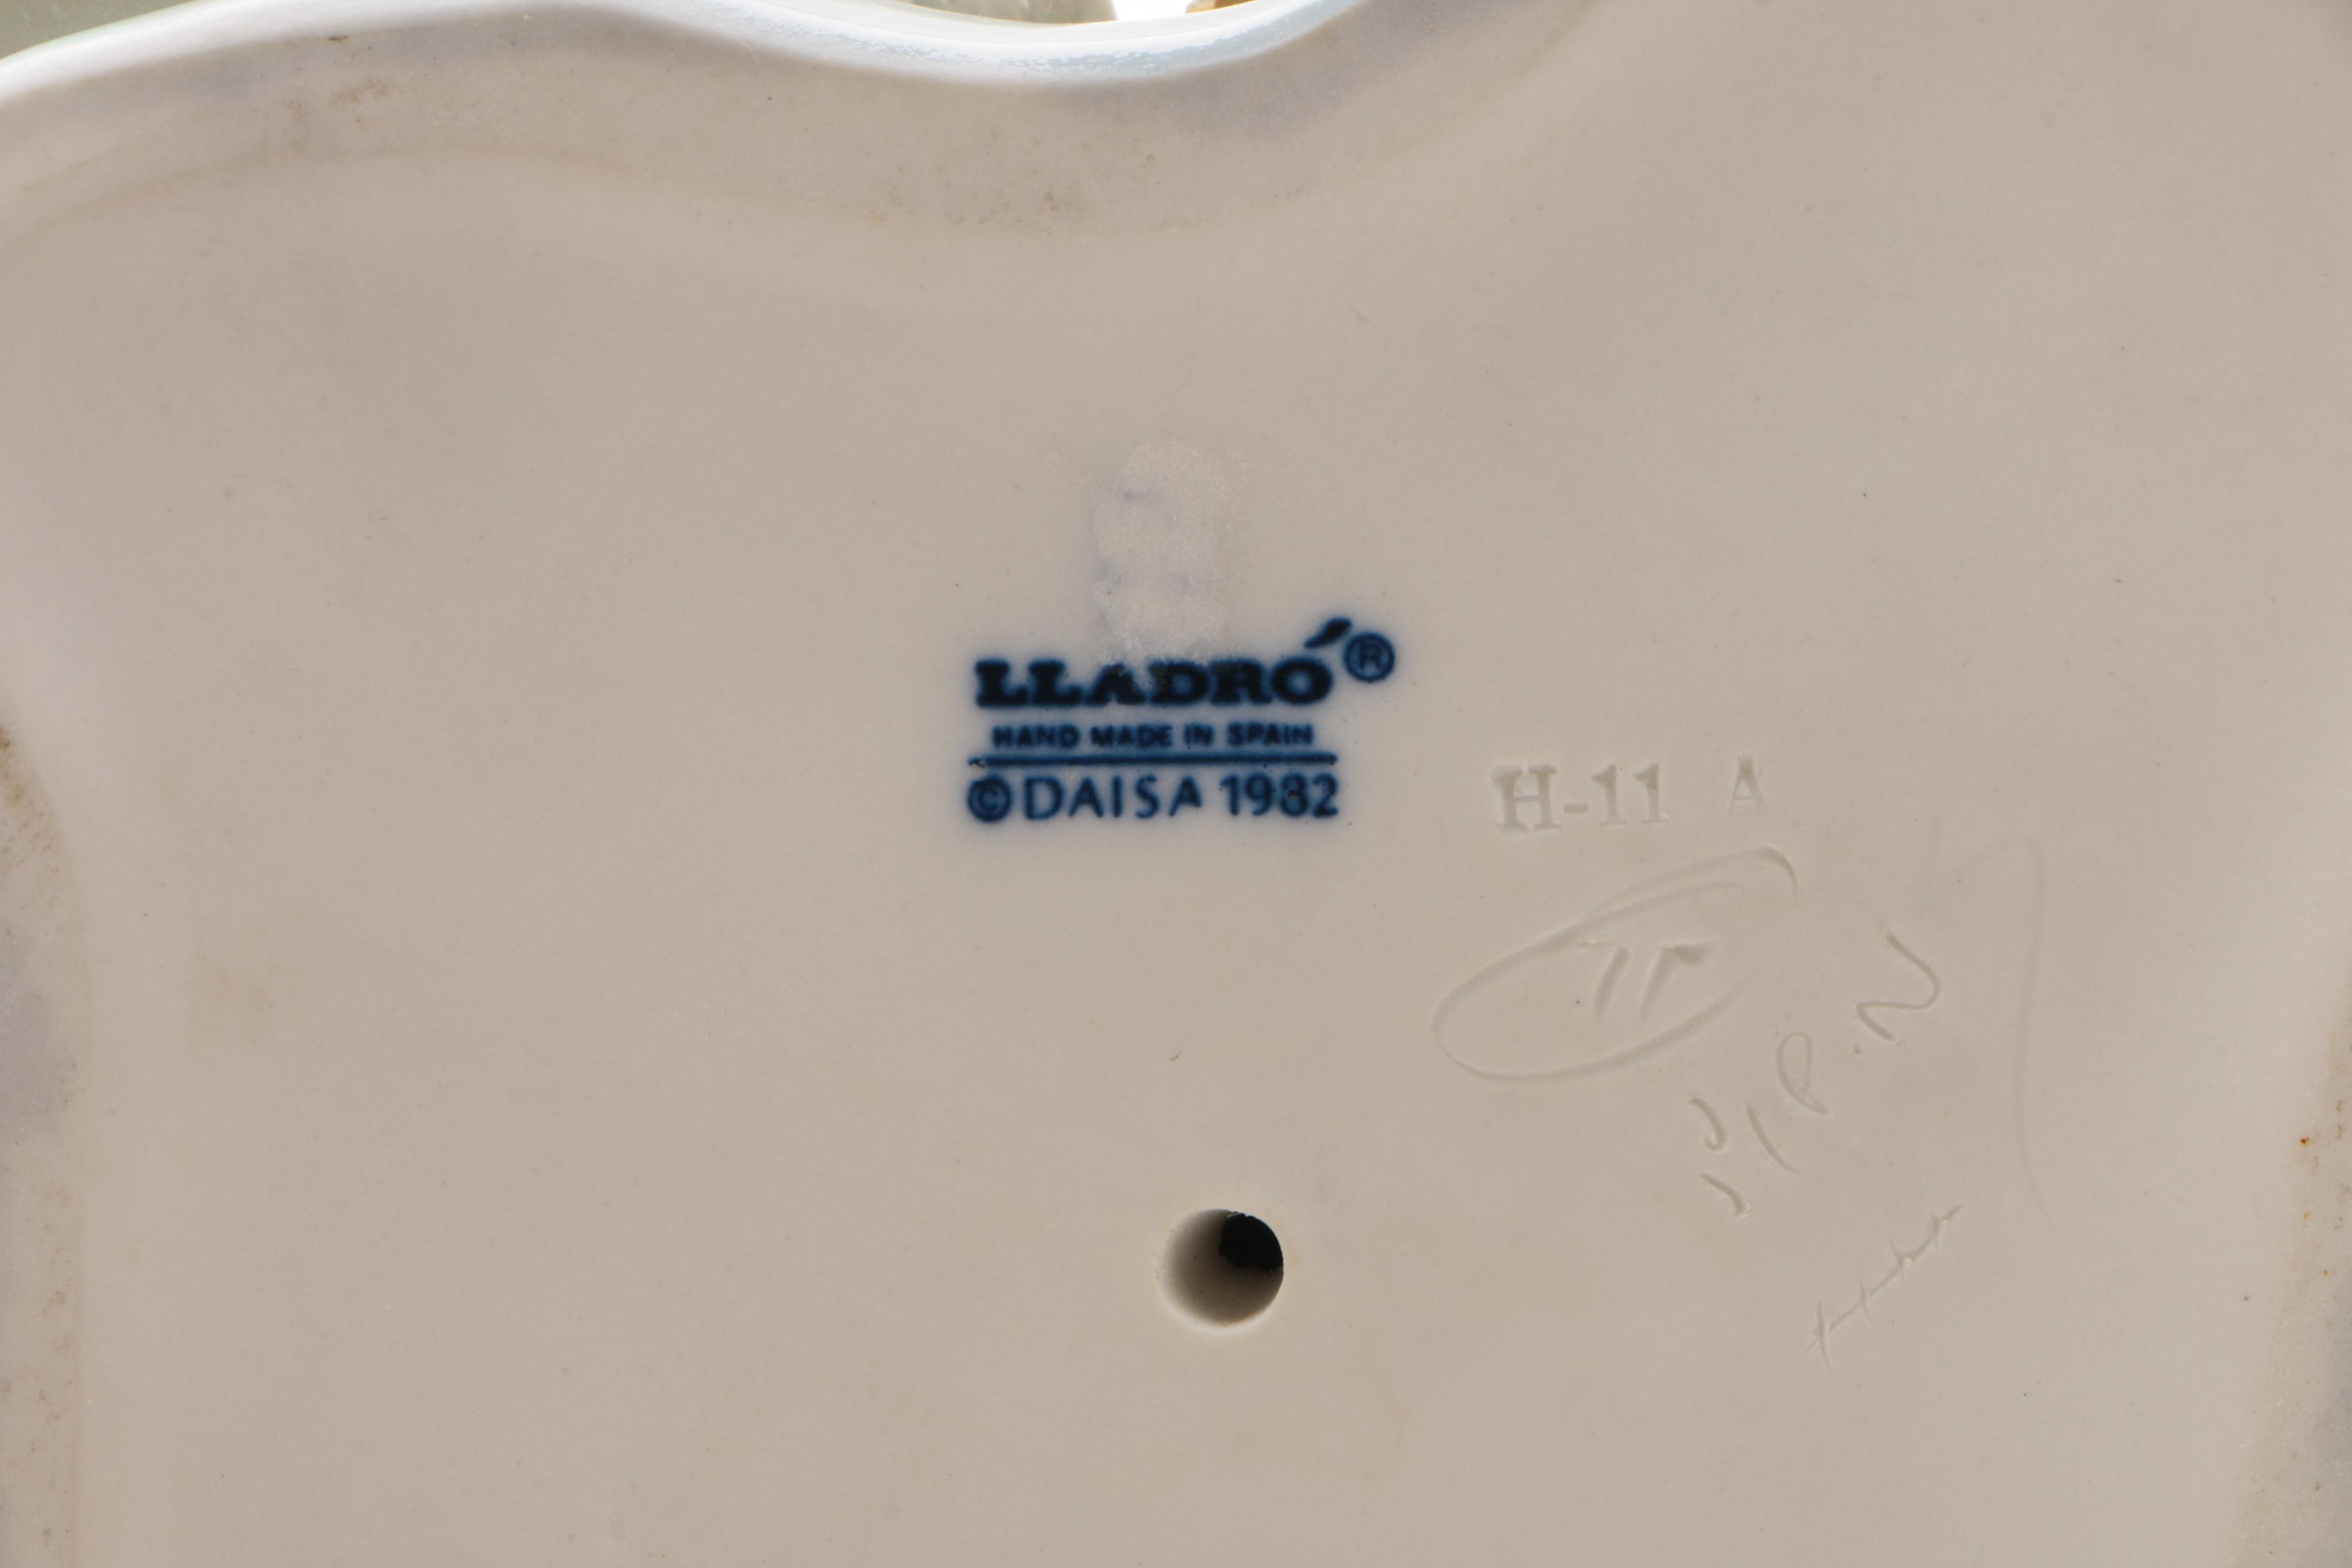 LLADRÓ®
HAND MADE IN SPAIN
©DAISA 1982
H-11 A